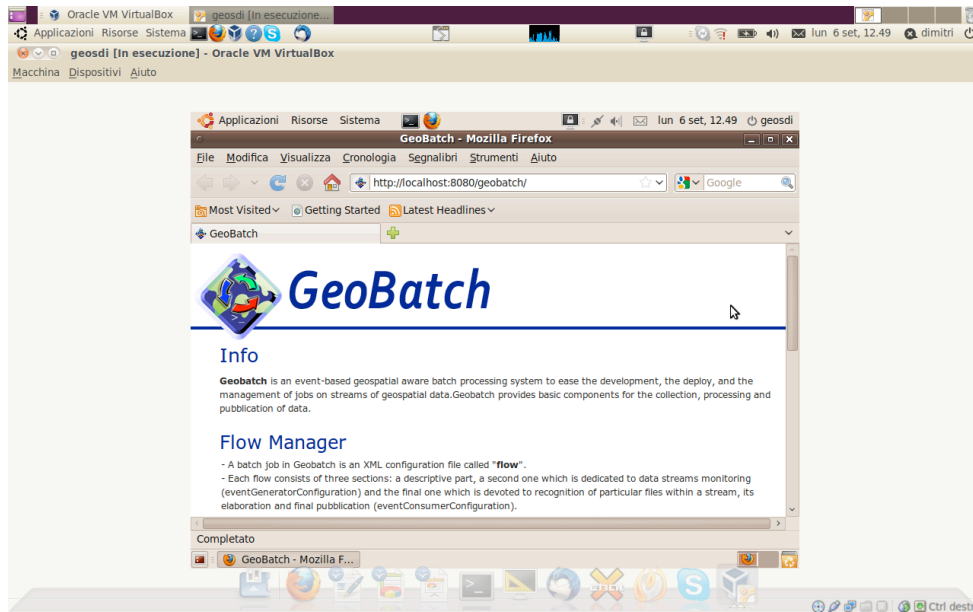 Oracle VM VirtualBox
geosdi [In esecuzione...
Applicazioni Risorse Sistema
lun 6 set, 12.49
dimitri
geosdi [In esecuzione] - Oracle VM VirtualBox
Macchina Dispositivi Aiuto
Applicazioni Risorse Sistema
lun 6 set, 12.49
geosdi
GeoBatch - Mozilla Firefox
File Modifica Visualizza Cronologia Segnalibri Strumenti Aiuto
http://localhost:8080/geobatch/
Google
Most Visited
Getting Started
Latest Headlines
GeoBatch
GeoBatch
Info
Geobatch is an event-based geospatial aware batch processing system to ease the development, the deploy, and the
management of jobs on streams of geospatial data.Geobatch provides basic components for the collection, processing and
pubblication of data.
Flow Manager
- A batch job in Geobatch is an XML configuration file called "flow".
- Each flow consists of three sections: a descriptive part, a second one which is dedicated to data streams monitoring
(eventGeneratorConfiguration) and the final one which is devoted to recognition of particular files within a stream, its
elaboration and final pubblication (eventConsumerConfiguration).
Completato
GeoBatch - Mozilla F...
Ctrl destr